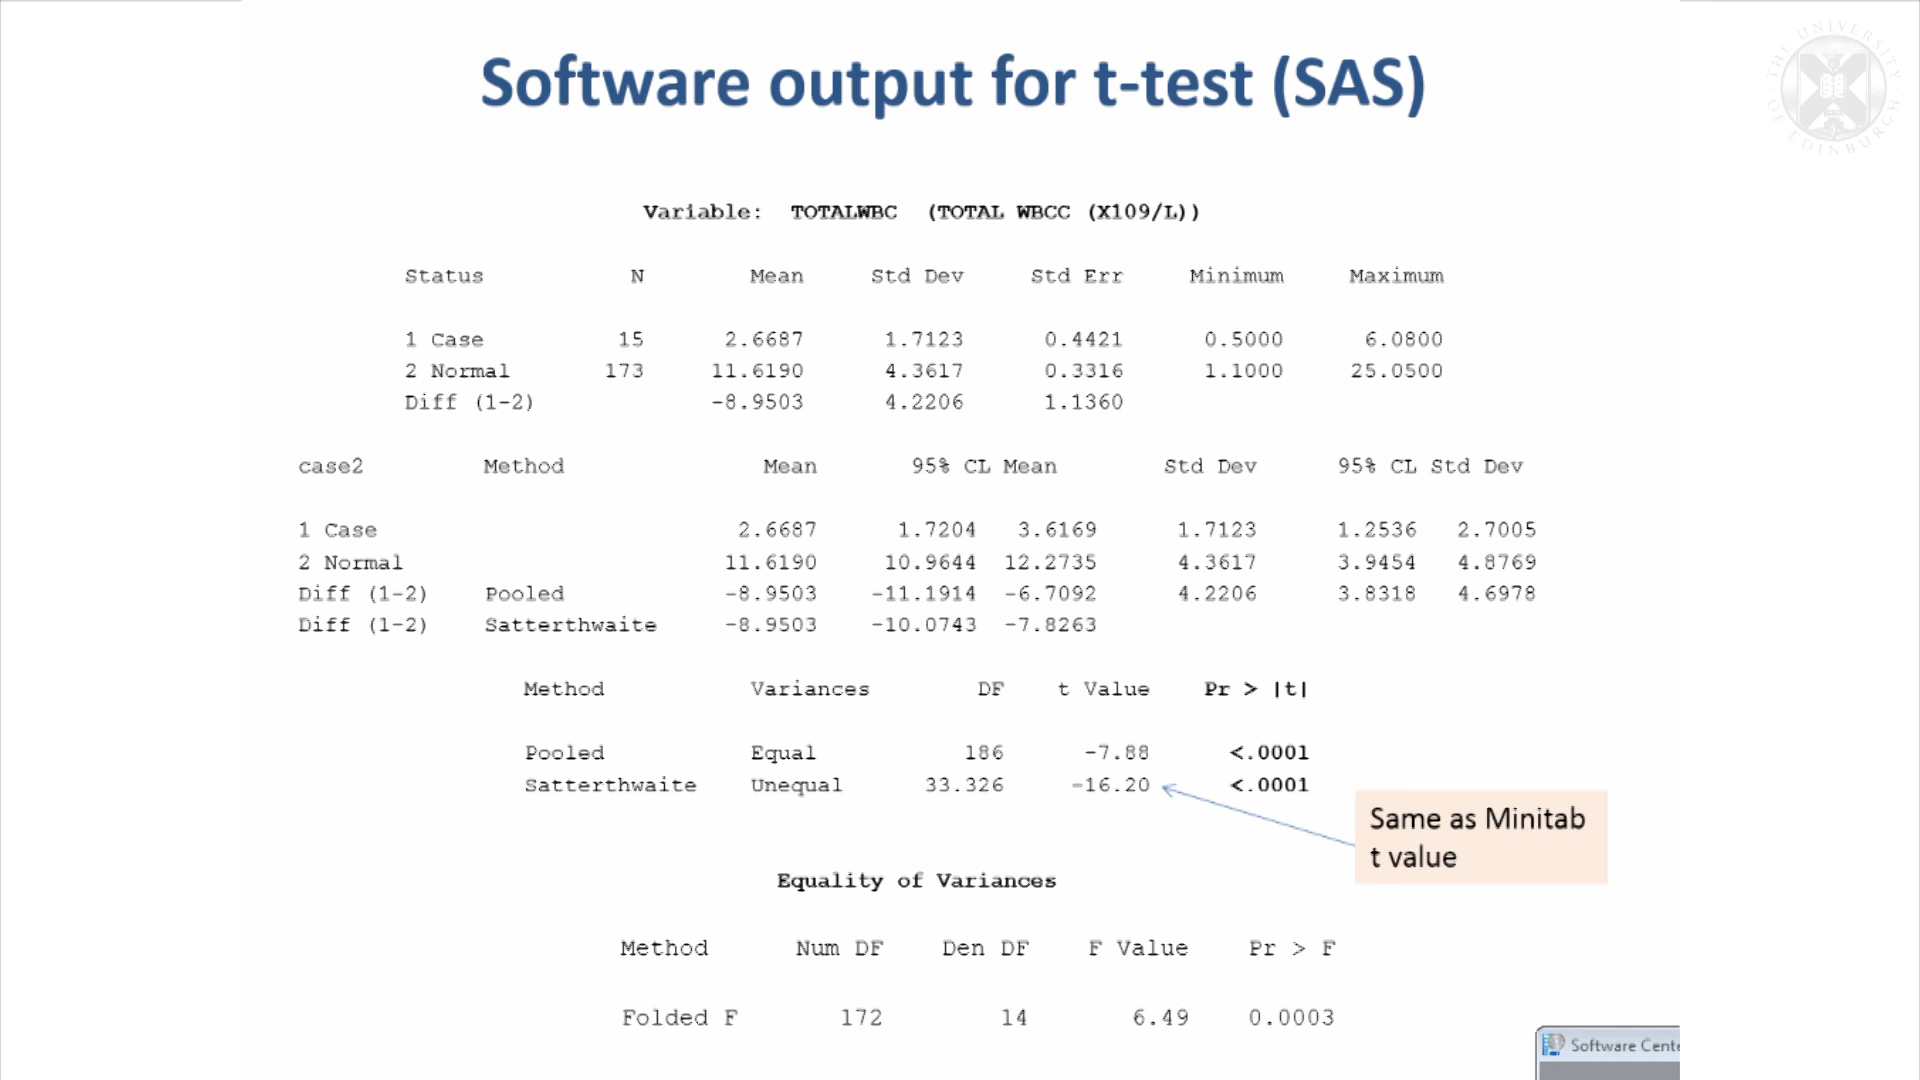 THE UNIVERSITY OF EDINBURGH
Software output for t-test (SAS)
Variable: TOTALWBC (TOTAL WBCC (X109/L))
Status N Mean Std Dev Std Err Minimum Maximum
1 Case 15 2.6687 1.7123 0.4421 0.5000 6.0800
2 Normal 173 11.6190 4.3617 0.3316 1.1000 25.0500
Diff (1-2) -8.9503 4.2206 1.1360
case2 Method Mean 95% CL Mean Std Dev 95% CL Std Dev
1 Case 2.6687 1.7204 3.6169 1.7123 1.2536 2.7005
2 Normal 11.6190 10.9644 12.2735 4.3617 3.9454 4.8769
Diff (1-2) Pooled -8.9503 -11.1914 -6.7092 4.2206 3.8318 4.6978
Diff (1-2) Satterthwaite -8.9503 -10.0743 -7.8263
Method Variances DF t Value Pr > |t|
Pooled Equal 186 -7.88 <.0001
Satterthwaite Unequal 33.326 -16.20 <.0001
Same as Minitab
t value
Equality of Variances
Method Num DF Den DF F Value Pr > F
Folded F 172 14 6.49 0.0003
Software Cente